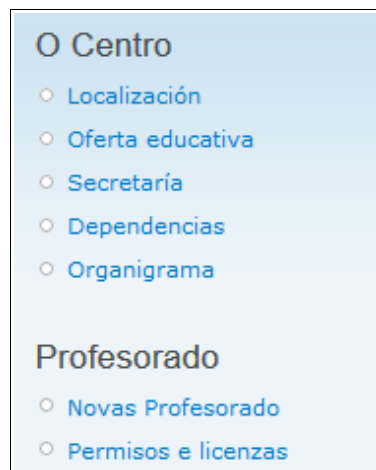 O Centro
Localización
Oferta educativa
Secretaría
Dependencias
Organigrama
Profesorado
Novas Profesorado
Permisos e licenzas